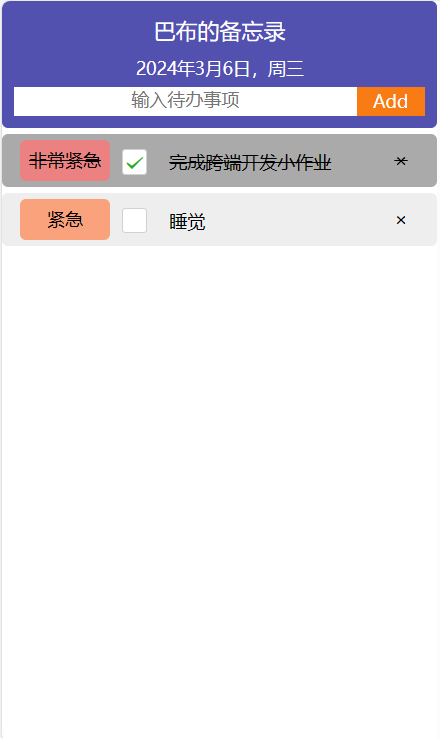 巴布的备忘录
2024年3月6日，周三
输入待办事项 Add
非常紧急 完成跨端开发小作业 ×
紧急 睡觉 ×